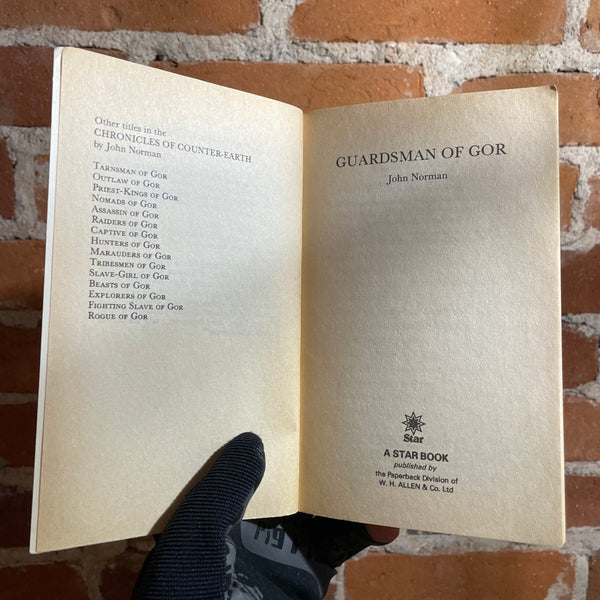 Other titles in the
CHRONICLES OF COUNTER-EARTH
by John Norman
TARNSMAN OF GOR
OUTLAW OF GOR
PRIEST-KINGS OF GOR
NOMADS OF GOR
ASSASSIN OF GOR
RAIDERS OF GOR
CAPTIVE OF GOR
HUNTERS OF GOR
MARAUDERS OF GOR
TRIBESMEN OF GOR
SLAVE-GIRL OF GOR
BEASTS OF GOR
EXPLORERS OF GOR
FIGHTING SLAVE OF GOR
ROGUE OF GOR
GUARDSMAN OF GOR
John Norman
Star
A STAR BOOK
published by
the Paperback Division of
W. H. ALLEN & Co. Ltd